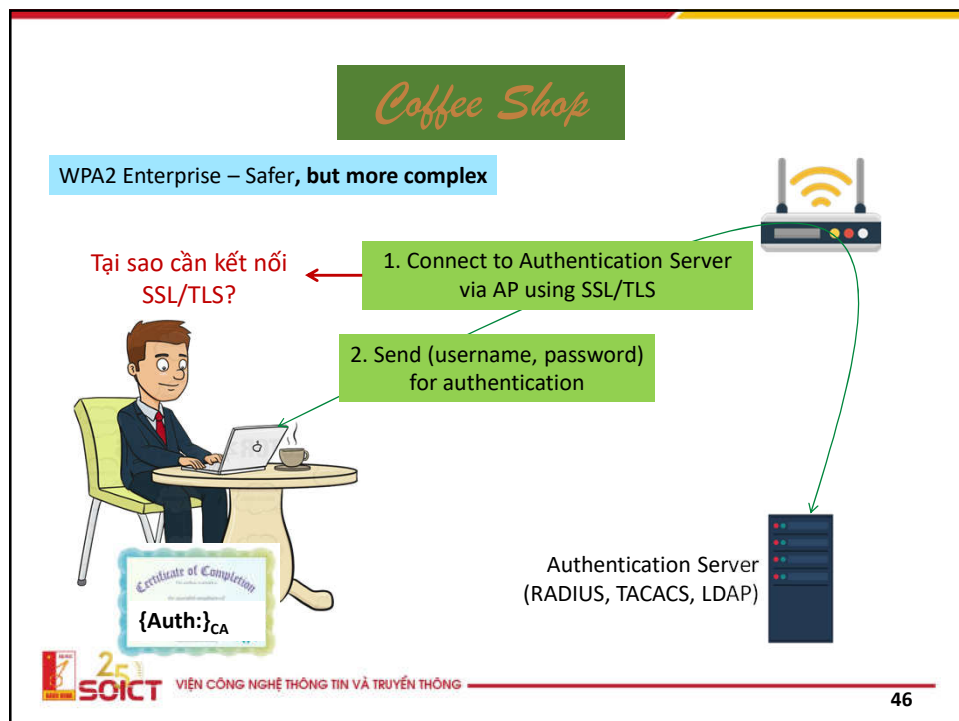 Coffee Shop
WPA2 Enterprise – Safer, but more complex
Tại sao cần kết nối
SSL/TLS?
1. Connect to Authentication Server
via AP using SSL/TLS
2. Send (username, password)
for authentication
Certificate of Completion
{Auth:}CA
Authentication Server
(RADIUS, TACACS, LDAP)
25
SOICT
VIỆN CÔNG NGHỆ THÔNG TIN VÀ TRUYỀN THÔNG
46